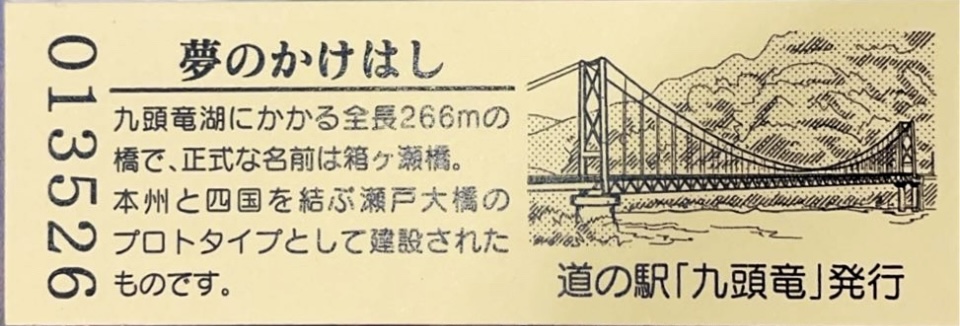 013526
夢のかけはし
九頭竜湖にかかる全長266mの
橋で、正式な名前は箱ヶ瀬橋。
本州と四国を結ぶ瀬戸大橋の
プロトタイプとして建設された
ものです。
道の駅「九頭竜」発行